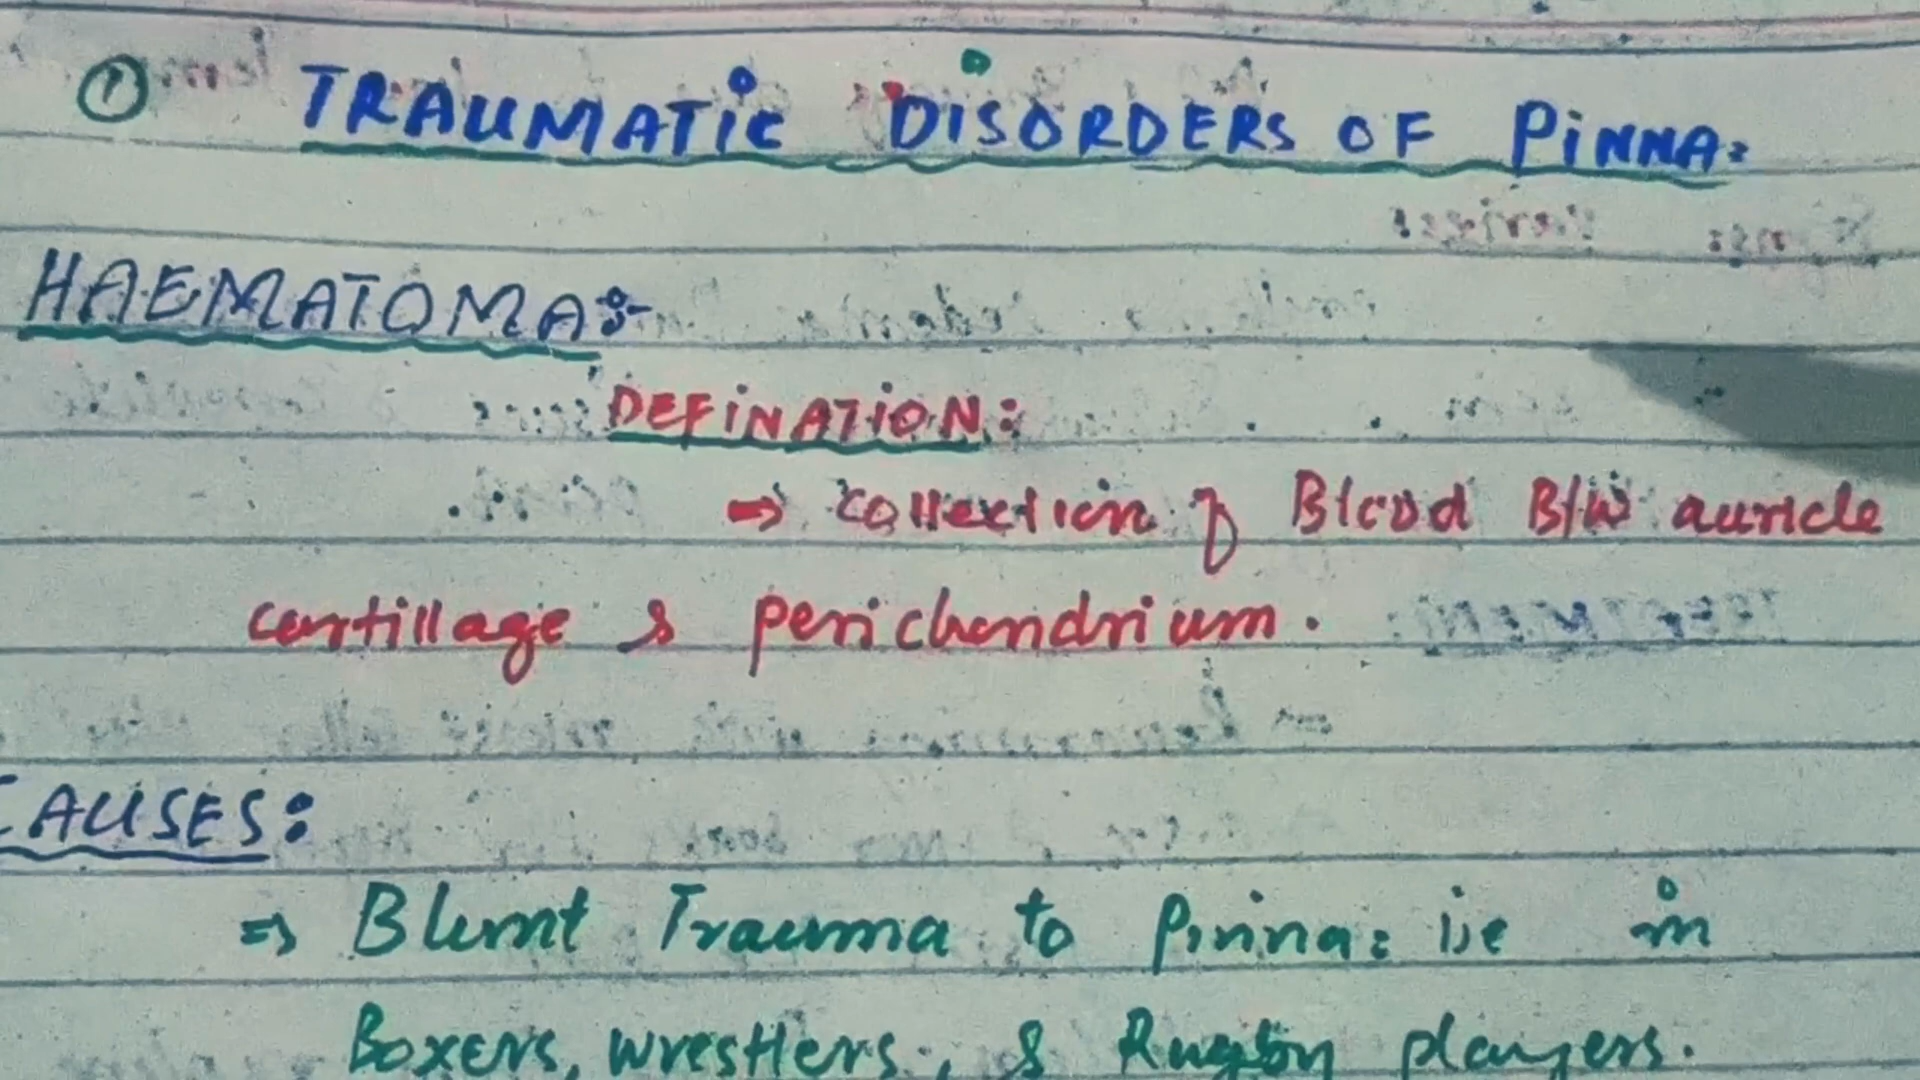 ① TRAUMATIC DISORDERS OF PINNA:
HAEMATOMA:-
DEFINATION:
⇒ collection of Blood B/W auricle
cartillage & perichondrium.
CAUSES:
⇒ Blunt Trauma to Pinna: i.e in
Boxers, wrestlers, & Rugby players.